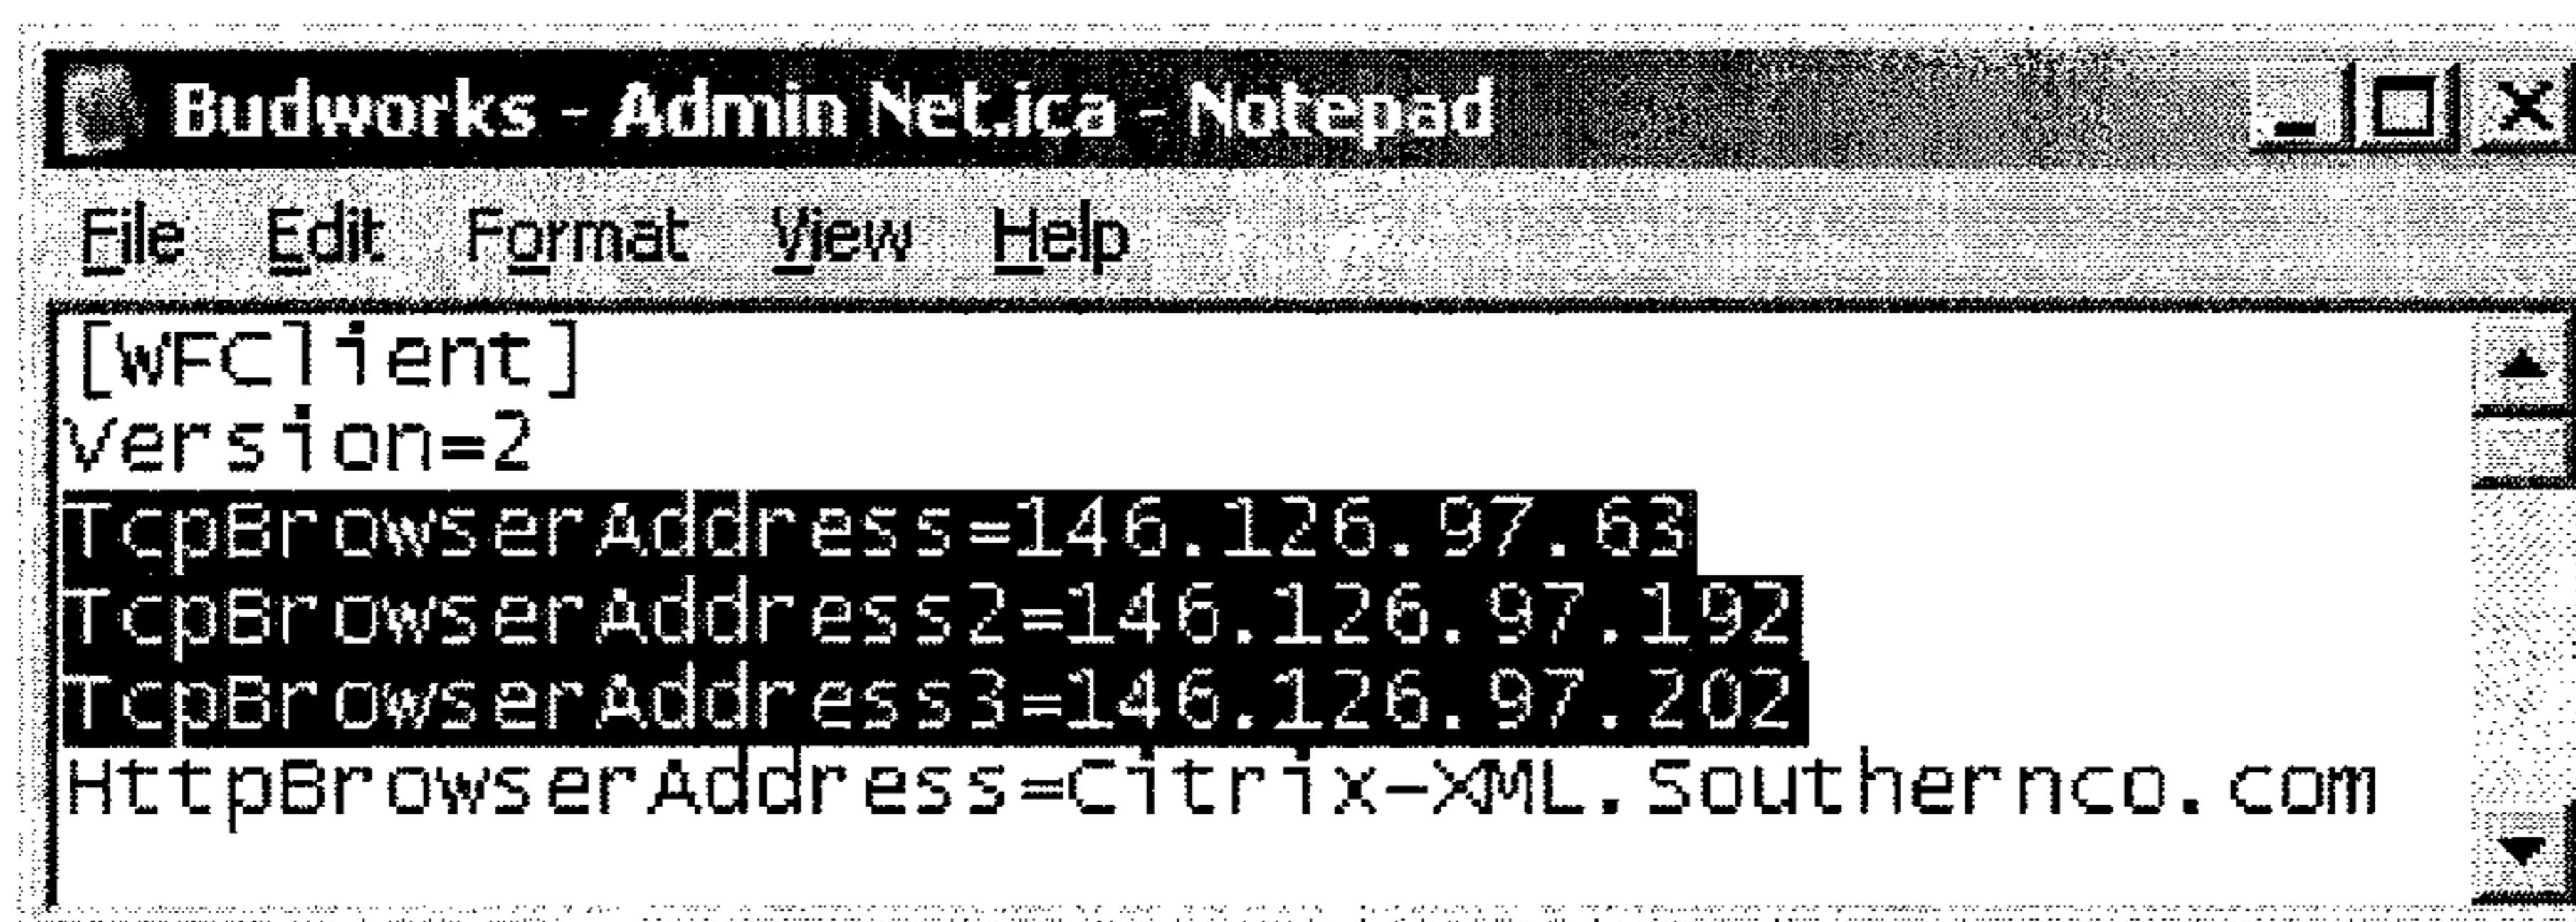 Budworks - Admin Net.ica - Notepad
File Edit Format View Help
[WFClient]
Version=2
TcpBrowserAddress=146.126.97.63
TcpBrowserAddress2=146.126.97.192
TcpBrowserAddress3=146.126.97.202
HttpBrowserAddress=Citrix-XML.southernco.com